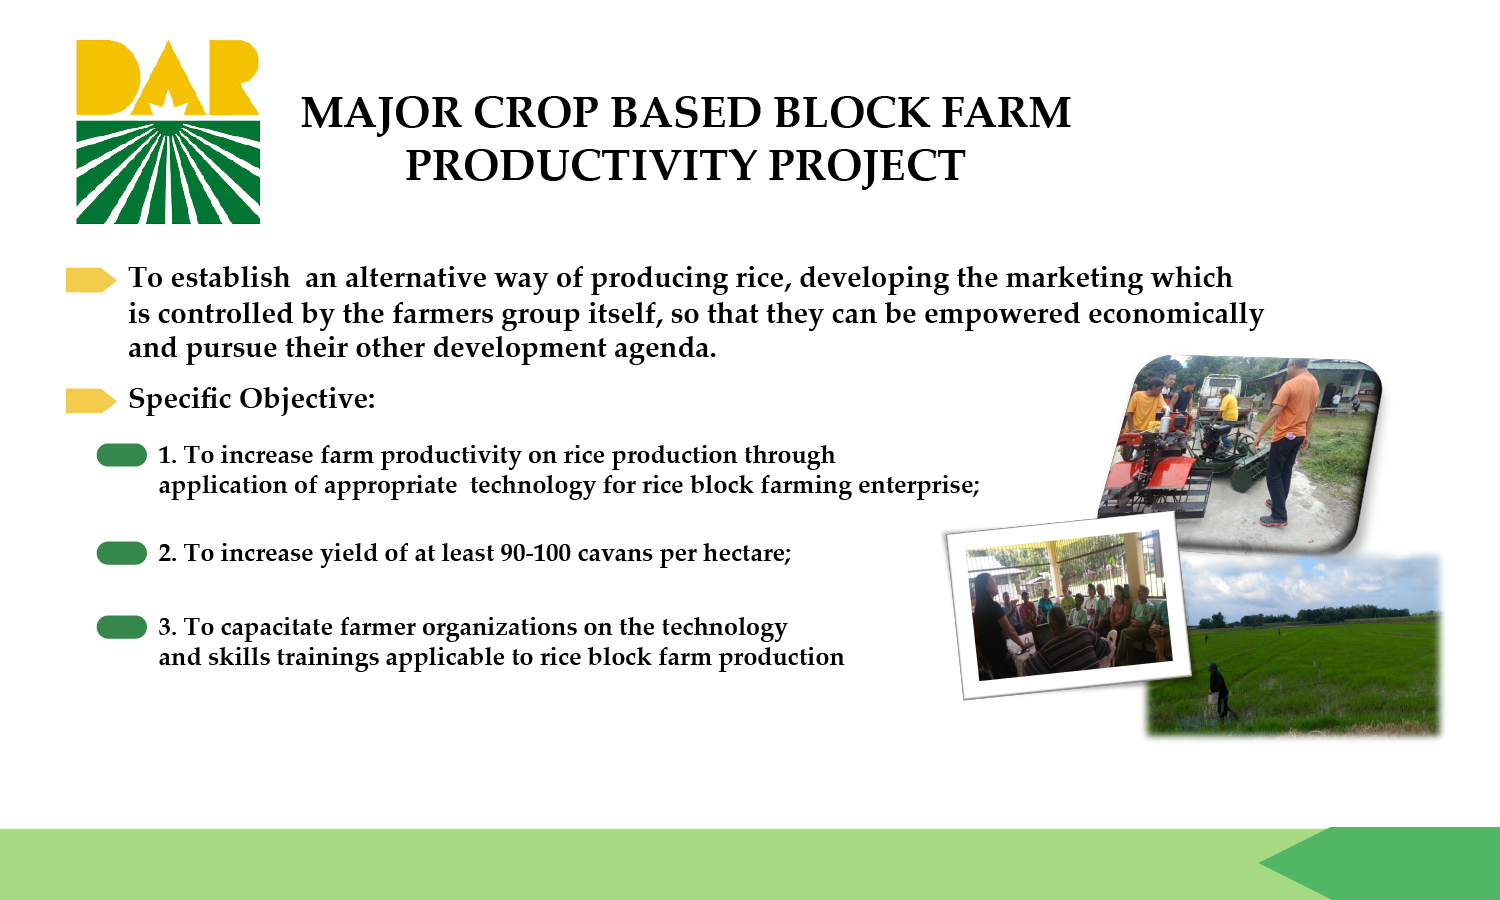 DAR
MAJOR CROP BASED BLOCK FARM
PRODUCTIVITY PROJECT
To establish  an alternative way of producing rice, developing the marketing which
is controlled by the farmers group itself, so that they can be empowered economically
and pursue their other development agenda.
Specific Objective:
1. To increase farm productivity on rice production through
application of appropriate  technology for rice block farming enterprise;
2. To increase yield of at least 90-100 cavans per hectare;
3. To capacitate farmer organizations on the technology
and skills trainings applicable to rice block farm production